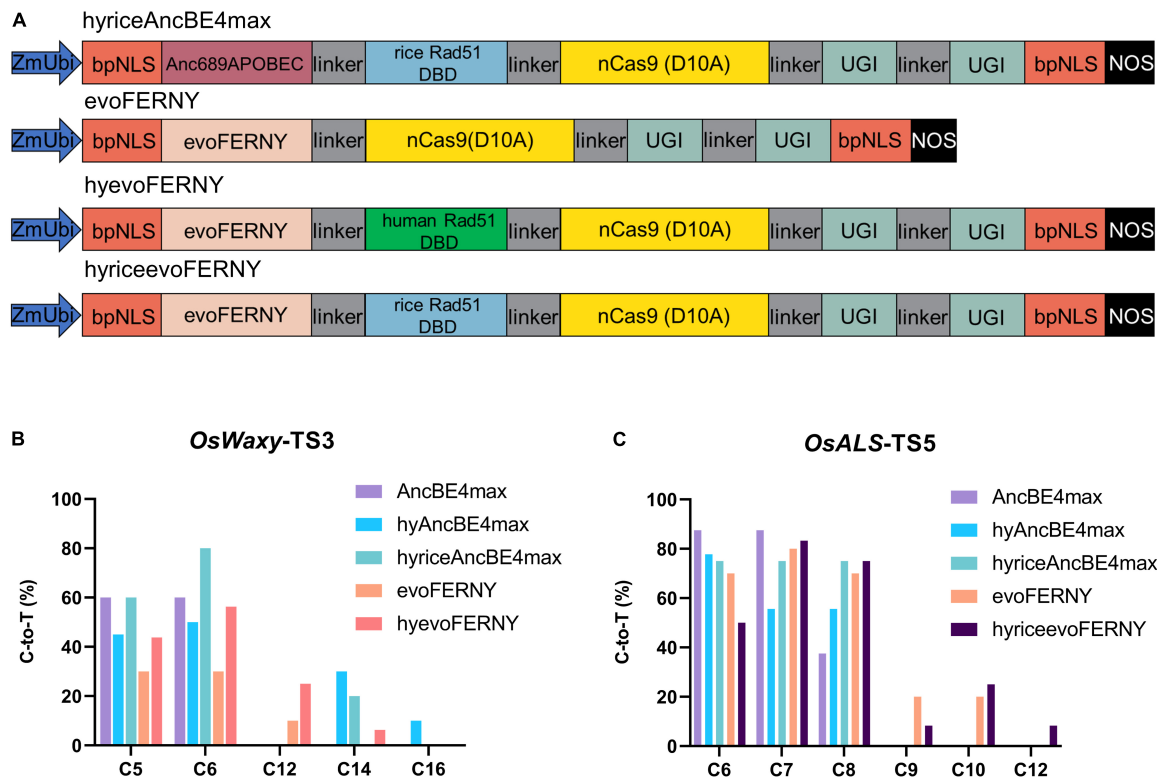 A
hyriceAncBE4max
ZmUbi bpNLS Anc689APOBEC linker rice Rad51 DBD linker nCas9 (D10A) linker UGI linker UGI bpNLS NOS
evoFERNY
ZmUbi bpNLS evoFERNY linker nCas9(D10A) linker UGI linker UGI bpNLS NOS
hyevoFERNY
ZmUbi bpNLS evoFERNY linker human Rad51 DBD linker nCas9 (D10A) linker UGI linker UGI bpNLS NOS
hyriceevoFERNY
ZmUbi bpNLS evoFERNY linker rice Rad51 DBD linker nCas9 (D10A) linker UGI linker UGI bpNLS NOS
B
OsWaxy-TS3
C-to-T (%)
100
80
60
40
20
0
C5 C6 C12 C14 C16
AncBE4max
hyAncBE4max
hyriceAncBE4max
evoFERNY
hyevoFERNY
C
OsALS-TS5
C-to-T (%)
100
80
60
40
20
0
C6 C7 C8 C9 C10 C12
AncBE4max
hyAncBE4max
hyriceAncBE4max
evoFERNY
hyriceevoFERNY